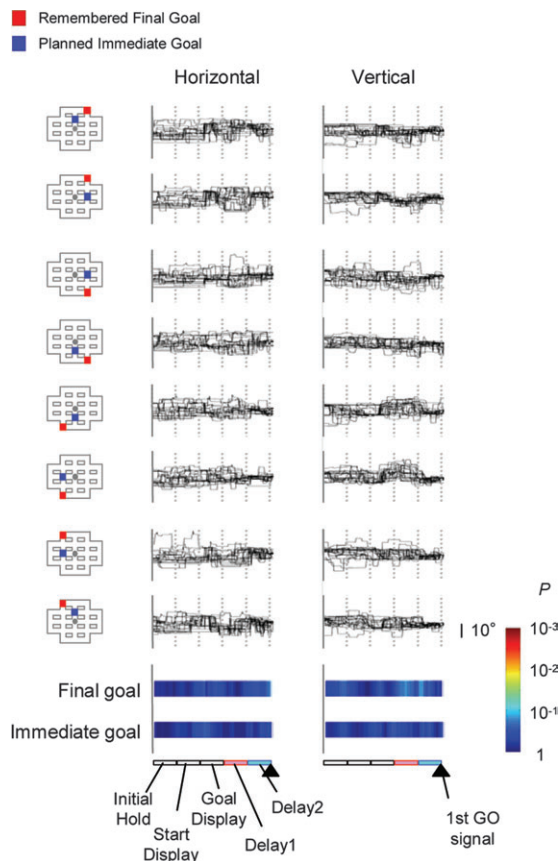 Remembered Final Goal
Planned Immediate Goal
Horizontal
Vertical
P
10°
10-3
10-2
10-1
1
Final goal
Immediate goal
Initial
Hold
Start
Display
Goal
Display
Delay1
Delay2
1st GO
signal